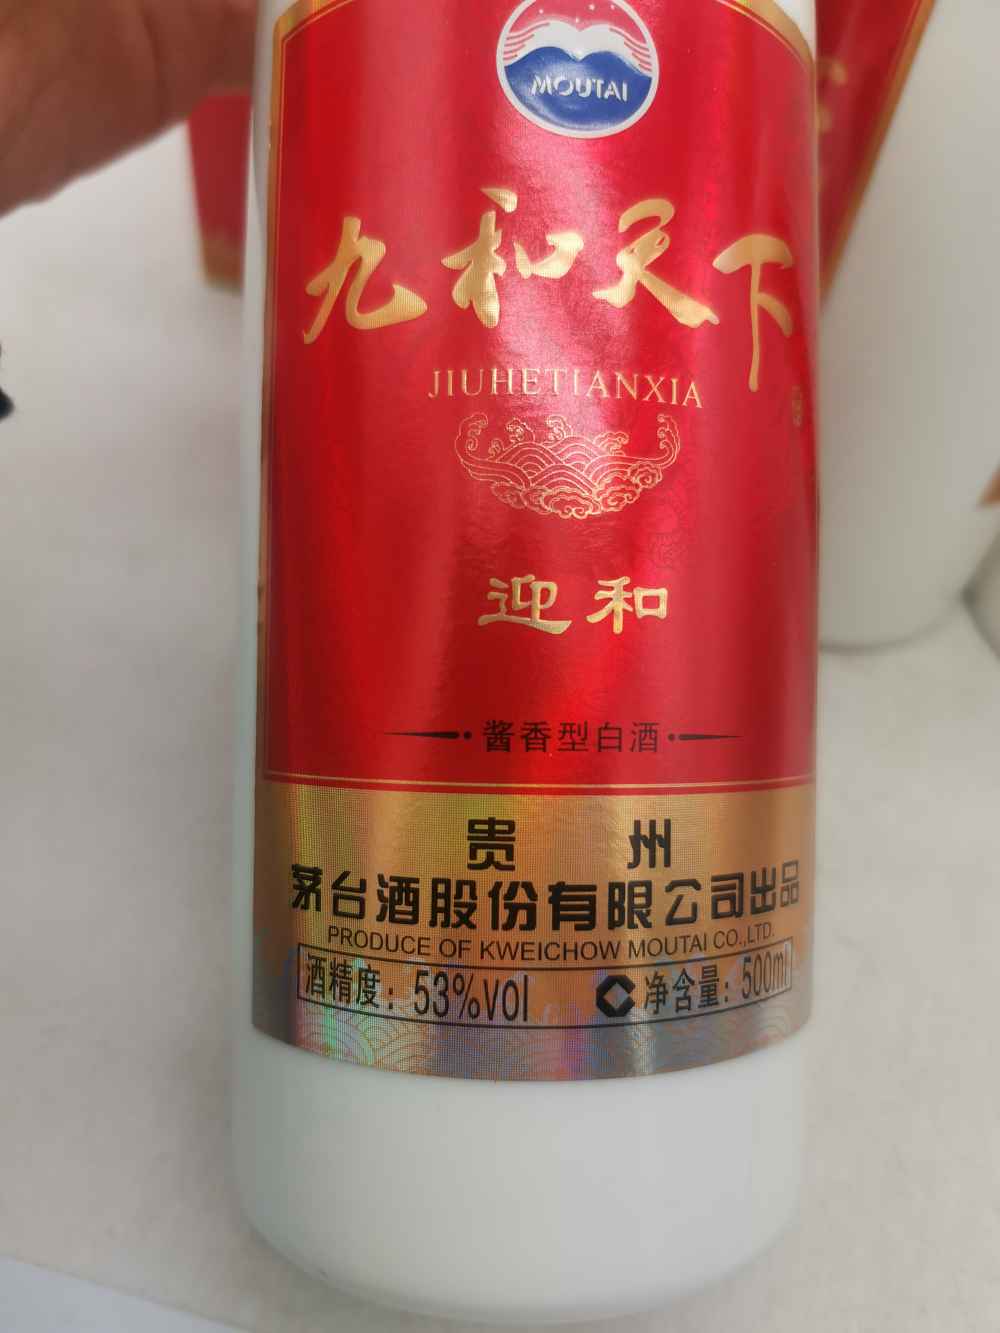 MOUTAI
九和天下
JIUHETIANXIA
迎和
酱香型白酒
贵州
茅台酒股份有限公司出品
PRODUCE OF KWEICHOW MOUTAI CO.,LTD.
酒精度：53%vol 净含量：500ml